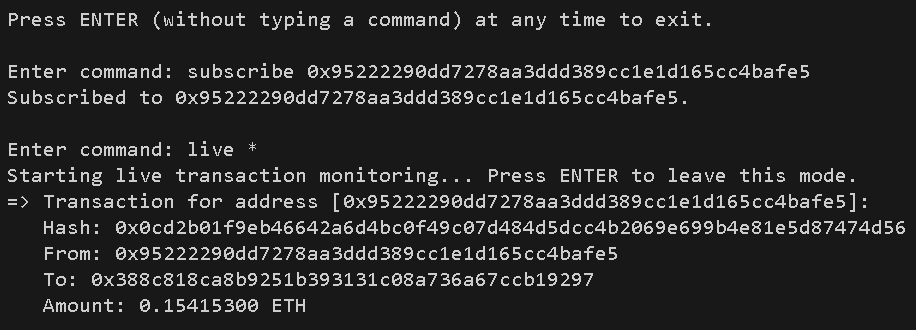 Press ENTER (without typing a command) at any time to exit.
Enter command: subscribe 0x95222290dd7278aa3ddd389cc1e1d165cc4bafe5
Subscribed to 0x95222290dd7278aa3ddd389cc1e1d165cc4bafe5.
Enter command: live *
Starting live transaction monitoring... Press ENTER to leave this mode.
=> Transaction for address [0x95222290dd7278aa3ddd389cc1e1d165cc4bafe5]:
Hash: 0x0cd2b01f9eb46642a6d4bc0f49c07d484d5dcc4b2069e699b4e81e5d87474d56
From: 0x95222290dd7278aa3ddd389cc1e1d165cc4bafe5
To: 0x388c818ca8b9251b393131c08a736a67ccb19297
Amount: 0.15415300 ETH